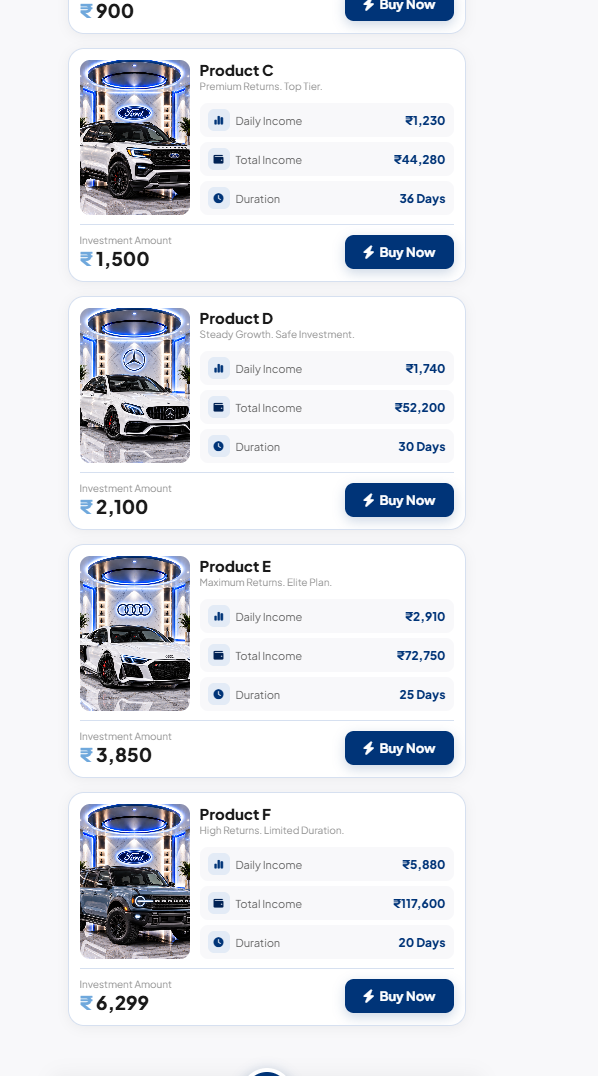 ₹ 900
Buy Now
Ford
Product C
Premium Returns. Top Tier.
Daily Income ₹1,230
Total Income ₹44,280
Duration 36 Days
Investment Amount
₹ 1,500
Buy Now
Product D
Steady Growth. Safe Investment.
Daily Income ₹1,740
Total Income ₹52,200
Duration 30 Days
Investment Amount
₹ 2,100
Buy Now
Product E
Maximum Returns. Elite Plan.
Daily Income ₹2,910
Total Income ₹72,750
Duration 25 Days
Investment Amount
₹ 3,850
Buy Now
Ford
Product F
High Returns. Limited Duration.
Daily Income ₹5,880
Total Income ₹117,600
Duration 20 Days
Investment Amount
₹ 6,299
Buy Now